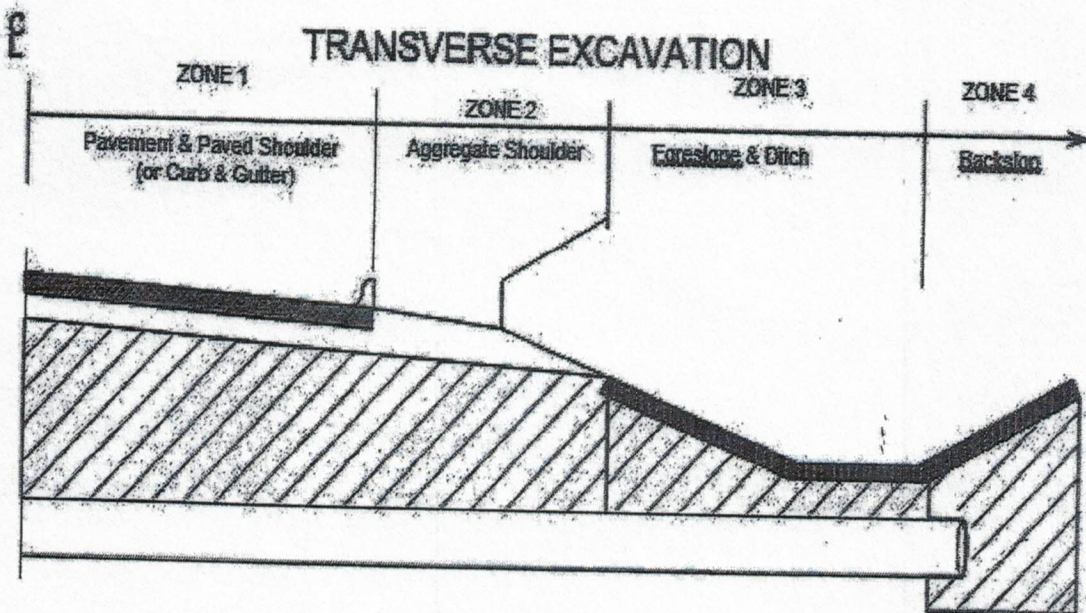 ℄
TRANSVERSE EXCAVATION
ZONE 1
ZONE 2
ZONE 3
ZONE 4
Pavement & Paved Shoulder
(or Curb & Gutter)
Aggregate Shoulder
Foreslope & Ditch
Backslop